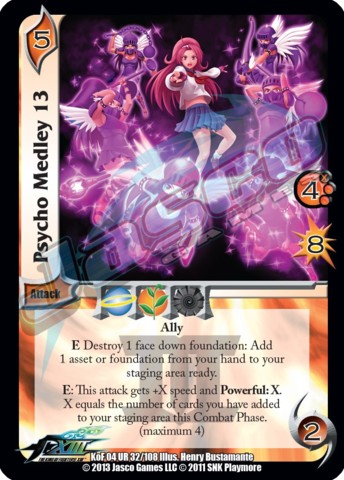 5
Psycho Medley 13
Jasco
GAMES
4
8
Attack
Ally
E Destroy 1 face down foundation: Add
1 asset or foundation from your hand to your
staging area ready.
E: This attack gets +X speed and Powerful: X.
X equals the number of cards you have added
to your staging area this Combat Phase.
(maximum 4)
XIII
2
KoF 04 UR 32/108 Illus. Henry Bustamante
© 2013 Jasco Games LLC © 2011 SNK Playmore